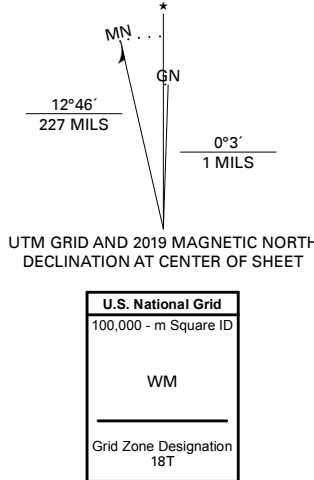 ★
MN
GN
12°46´
227 MILS
0°3´
1 MILS
UTM GRID AND 2019 MAGNETIC NORTH
DECLINATION AT CENTER OF SHEET
U.S. National Grid
100,000 - m Square ID
WM
Grid Zone Designation
18T